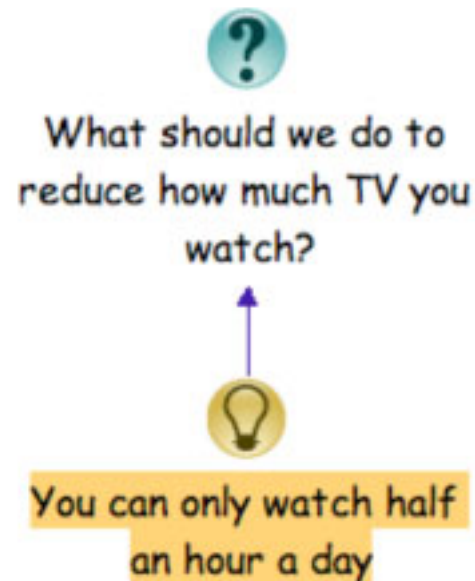 ?
What should we do to
reduce how much TV you
watch?
You can only watch half
an hour a day